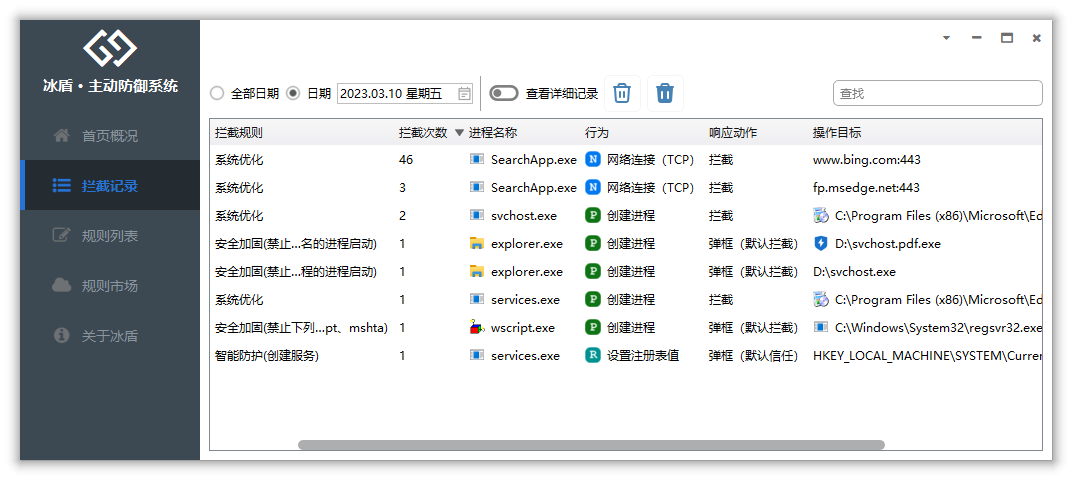 冰盾·主动防御系统
首页概况
拦截记录
规则列表
规则市场
关于冰盾
全部日期 日期 2023.03.10 星期五 查看详细记录 查找
拦截规则 拦截次数 进程名称 行为 响应动作 操作目标
系统优化 46 SearchApp.exe N 网络连接（TCP） 拦截 www.bing.com:443
系统优化 3 SearchApp.exe N 网络连接（TCP） 拦截 fp.msedge.net:443
系统优化 2 svchost.exe P 创建进程 拦截 C:\Program Files (x86)\Microsoft\Ed
安全加固(禁止...名的进程启动) 1 explorer.exe P 创建进程 弹框（默认拦截） D:\svchost.pdf.exe
安全加固(禁止...程的进程启动) 1 explorer.exe P 创建进程 弹框（默认拦截） D:\svchost.exe
系统优化 1 services.exe P 创建进程 拦截 C:\Program Files (x86)\Microsoft\Ed
安全加固(禁止下列...pt、mshta) 1 wscript.exe P 创建进程 弹框（默认拦截） C:\Windows\System32\regsvr32.exe
智能防护(创建服务) 1 services.exe R 设置注册表值 弹框（默认信任） HKEY_LOCAL_MACHINE\SYSTEM\Currer